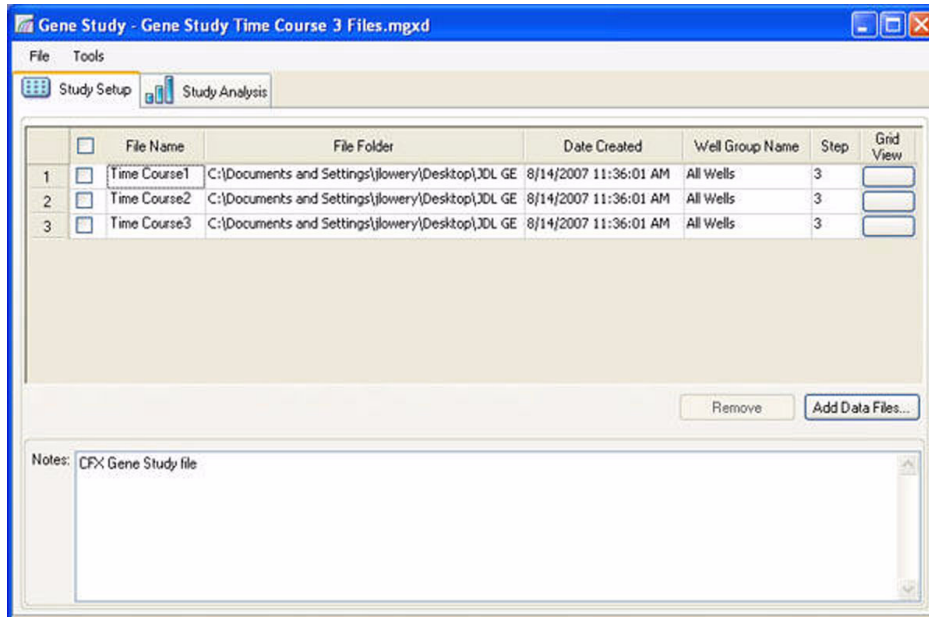 Gene Study - Gene Study Time Course 3 Files.mgxd
File Tools
Study Setup Study Analysis
File Name File Folder Date Created Well Group Name Step Grid View
1 Time Course1 C:\Documents and Settings\jlowery\Desktop\JDL GE 8/14/2007 11:36:01 AM All Wells 3
2 Time Course2 C:\Documents and Settings\jlowery\Desktop\JDL GE 8/14/2007 11:36:01 AM All Wells 3
3 Time Course3 C:\Documents and Settings\jlowery\Desktop\JDL GE 8/14/2007 11:36:01 AM All Wells 3
Remove Add Data Files...
Notes: CFX Gene Study file